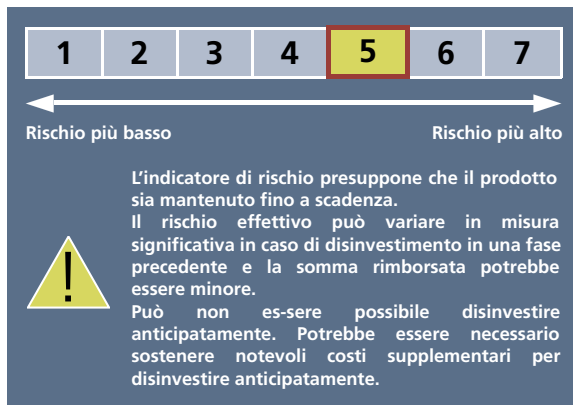 1 2 3 4 5 6 7
Rischio più basso Rischio più alto
L'indicatore di rischio presuppone che il prodotto
sia mantenuto fino a scadenza.
Il rischio effettivo può variare in misura
significativa in caso di disinvestimento in una fase
precedente e la somma rimborsata potrebbe
essere minore.
Può non es-sere possibile disinvestire
anticipatamente. Potrebbe essere necessario
sostenere notevoli costi supplementari per
disinvestire anticipatamente.
!